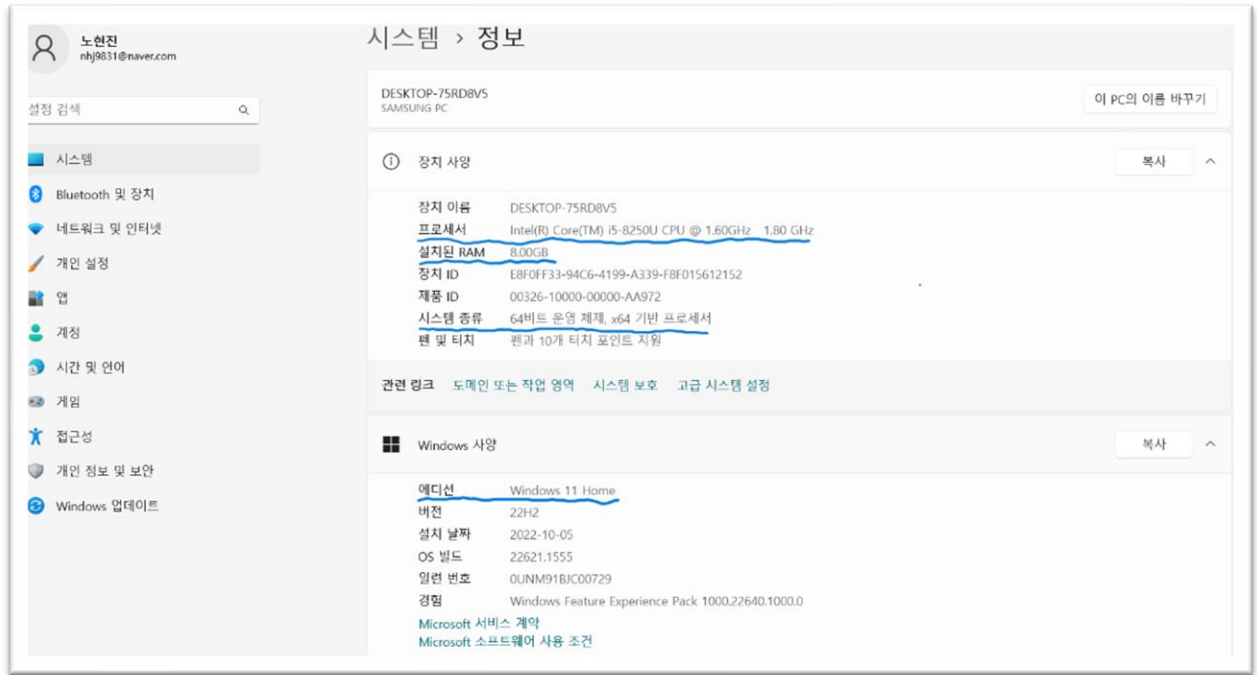 노현진
nhj9831@naver.com
설정 검색
시스템
Bluetooth 및 장치
네트워크 및 인터넷
개인 설정
앱
계정
시간 및 언어
게임
접근성
개인 정보 및 보안
Windows 업데이트
시스템 › 정보
DESKTOP-75RD8V5
SAMSUNG PC
이 PC의 이름 바꾸기
장치 사양
복사
장치 이름 DESKTOP-75RD8V5
프로세서 Intel(R) Core(TM) i5-8250U CPU @ 1.60GHz 1.80 GHz
설치된 RAM 8.00GB
장치 ID E8F0FF33-94C6-4199-A339-F8F015612152
제품 ID 00326-10000-00000-AA972
시스템 종류 64비트 운영 체제, x64 기반 프로세서
펜 및 터치 펜과 10개 터치 포인트 지원
관련 링크 도메인 또는 작업 영역 시스템 보호 고급 시스템 설정
Windows 사양
복사
에디션 Windows 11 Home
버전 22H2
설치 날짜 2022-10-05
OS 빌드 22621.1555
일련 번호 0UNM91BJC00729
경험 Windows Feature Experience Pack 1000.22640.1000.0
Microsoft 서비스 계약
Microsoft 소프트웨어 사용 조건